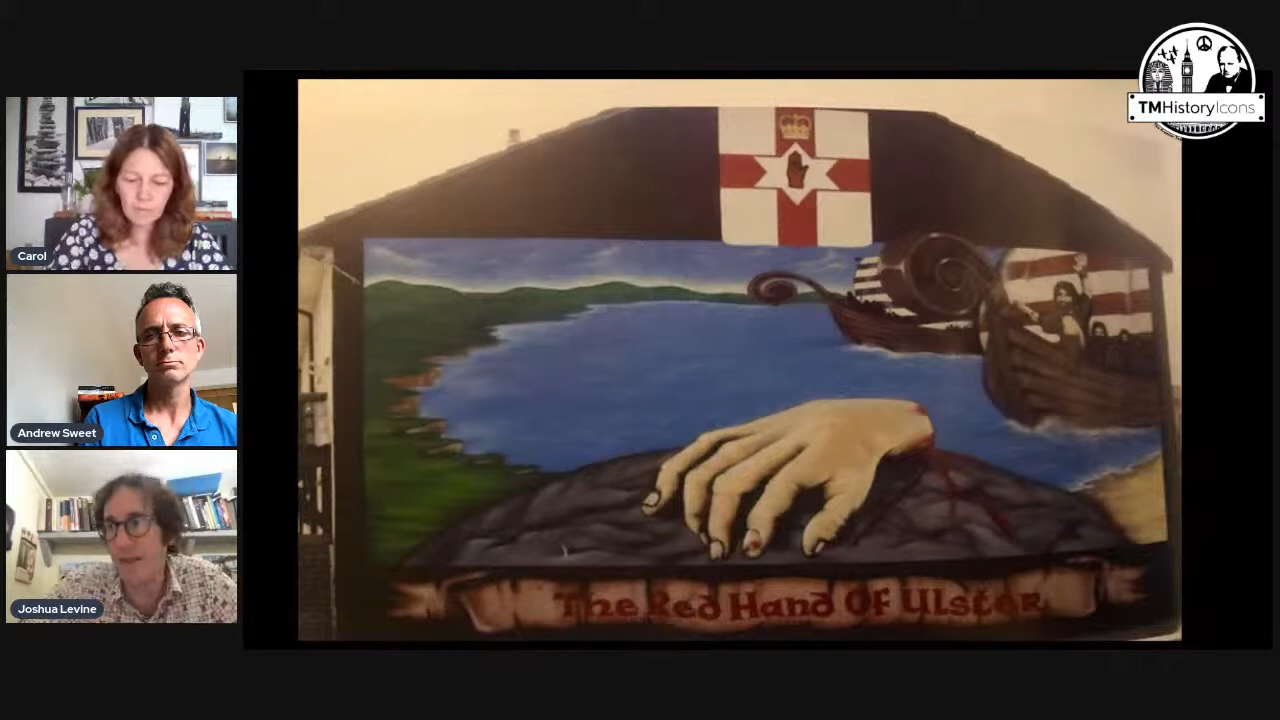 TMHistoryIcons
Carol
Andrew Sweet
Joshua Levine
The Red Hand Of Ulster